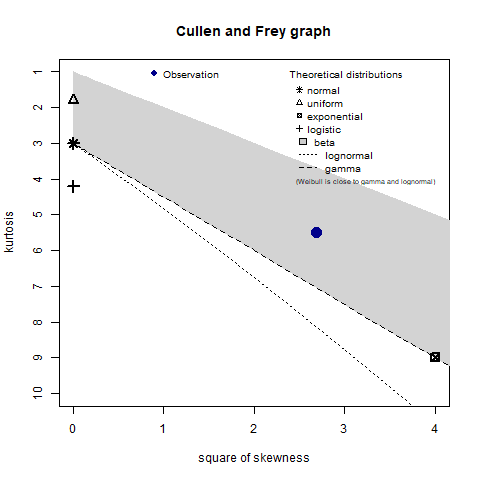 Cullen and Frey graph
Observation
Theoretical distributions
normal
uniform
exponential
logistic
beta
lognormal
gamma
(Weibull is close to gamma and lognormal)
kurtosis
1
2
3
4
5
6
7
8
9
10
0
1
2
3
4
square of skewness